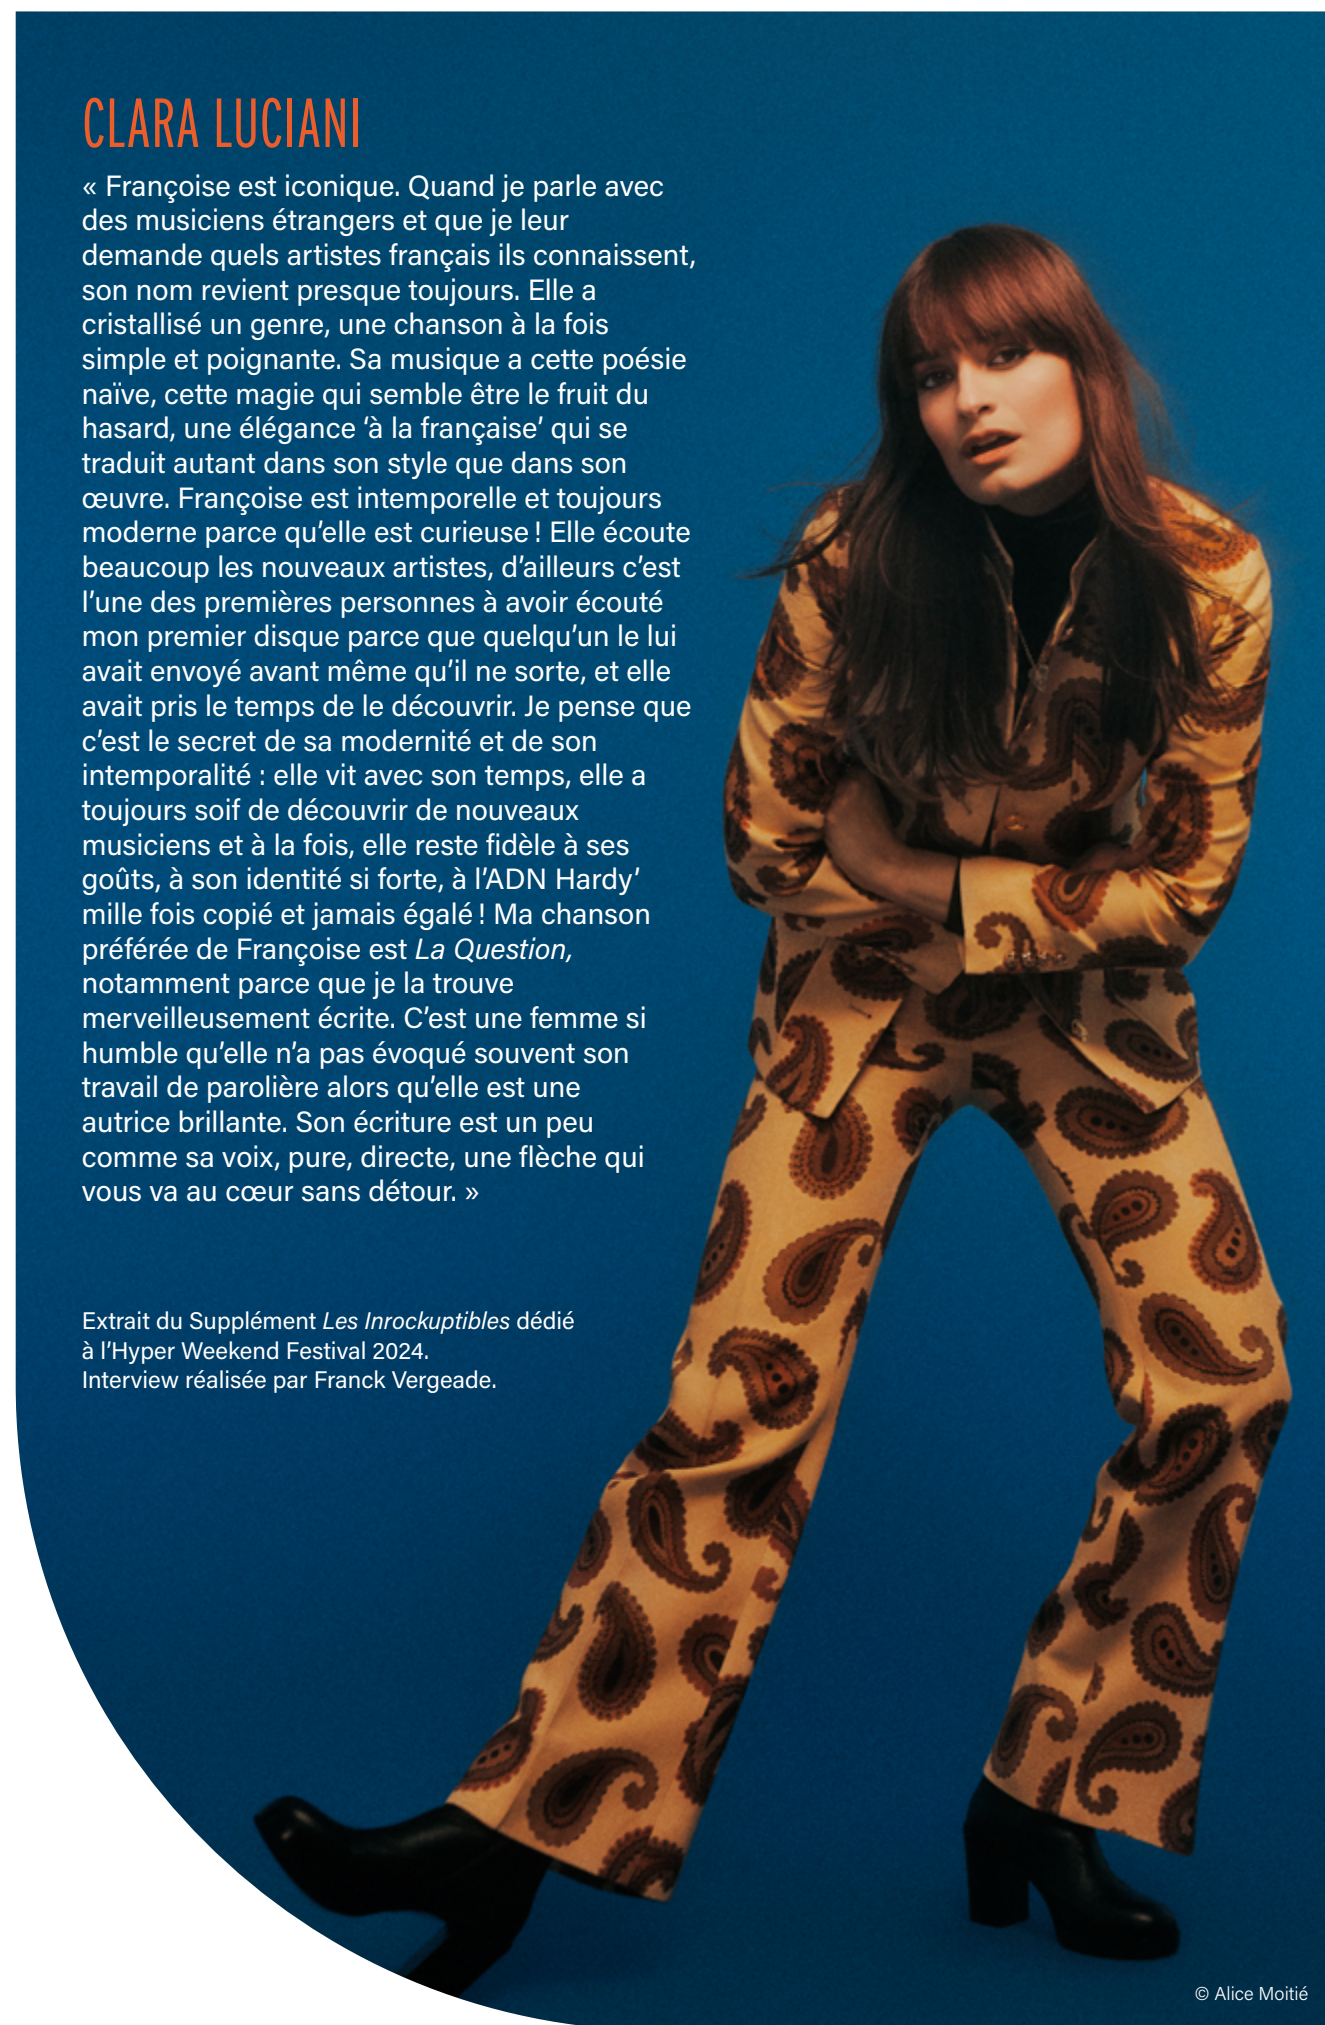 CLARA LUCIANI
« Françoise est iconique. Quand je parle avec
des musiciens étrangers et que je leur
demande quels artistes français ils connaissent,
son nom revient presque toujours. Elle a
cristallisé un genre, une chanson à la fois
simple et poignante. Sa musique a cette poésie
naïve, cette magie qui semble être le fruit du
hasard, une élégance ‘à la française’ qui se
traduit autant dans son style que dans son
œuvre. Françoise est intemporelle et toujours
moderne parce qu’elle est curieuse ! Elle écoute
beaucoup les nouveaux artistes, d’ailleurs c’est
l’une des premières personnes à avoir écouté
mon premier disque parce que quelqu’un le lui
avait envoyé avant même qu’il ne sorte, et elle
avait pris le temps de le découvrir. Je pense que
c’est le secret de sa modernité et de son
intemporalité : elle vit avec son temps, elle a
toujours soif de découvrir de nouveaux
musiciens et à la fois, elle reste fidèle à ses
goûts, à son identité si forte, à l’ADN Hardy’
mille fois copié et jamais égalé ! Ma chanson
préférée de Françoise est La Question,
notamment parce que je la trouve
merveilleusement écrite. C’est une femme si
humble qu’elle n’a pas évoqué souvent son
travail de parolière alors qu’elle est une
autrice brillante. Son écriture est un peu
comme sa voix, pure, directe, une flèche qui
vous va au cœur sans détour. »
Extrait du Supplément Les Inrockuptibles dédié
à l’Hyper Weekend Festival 2024.
Interview réalisée par Franck Vergeade.
© Alice Moitié